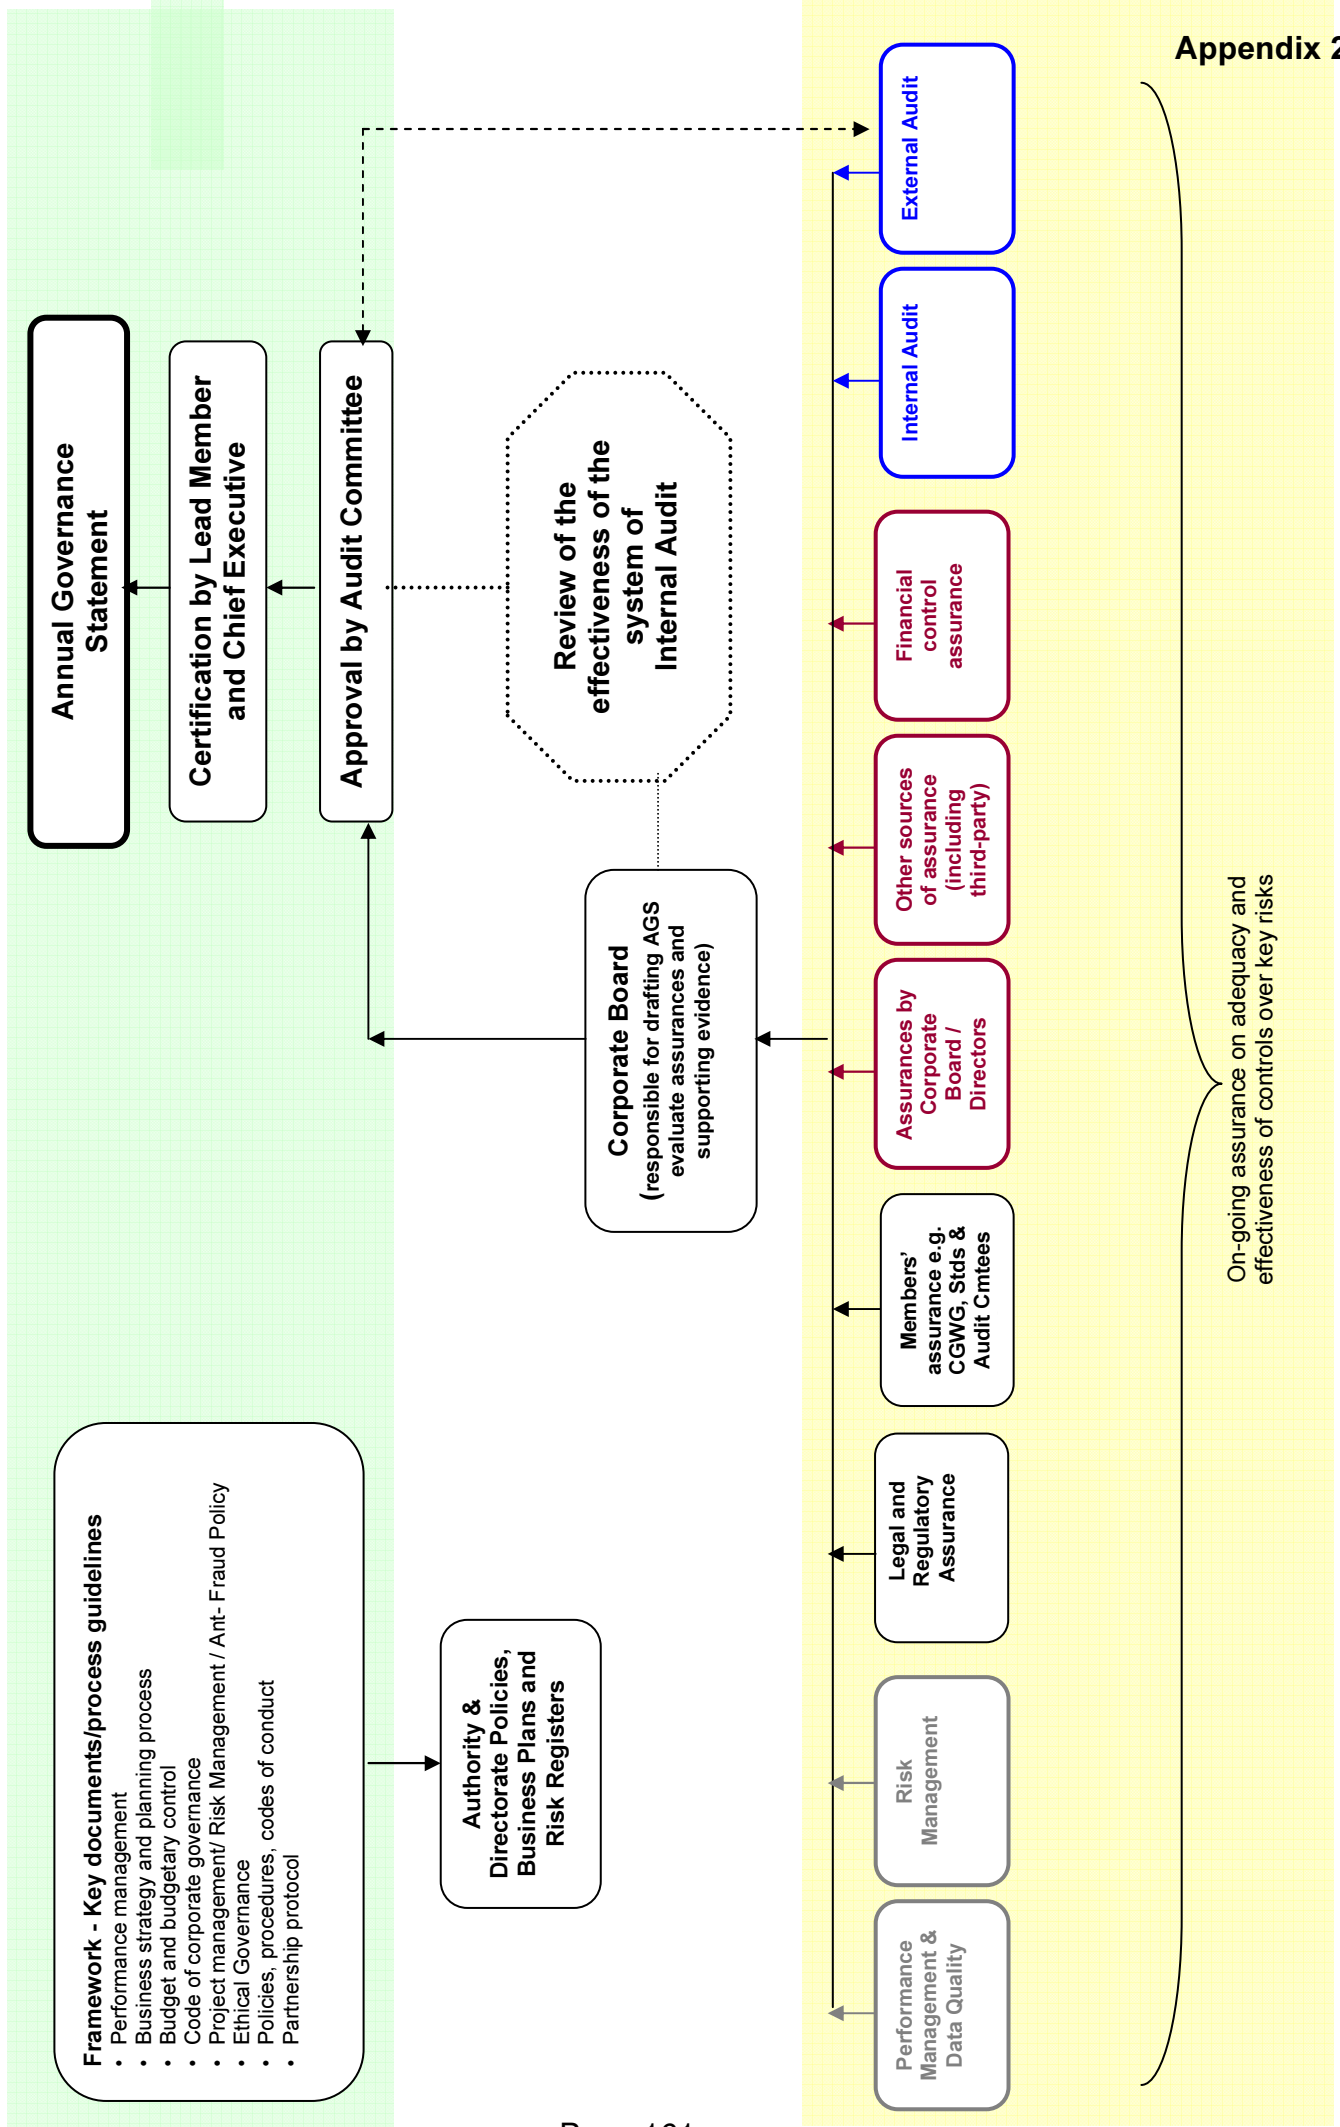 Appendix 2
Annual Governance
Statement
Certification by Lead Member
and Chief Executive
Approval by Audit Committee
Review of the
effectiveness of the
system of
Internal Audit
Corporate Board
(responsible for drafting AGS
evaluate assurances and
supporting evidence)
Framework - Key documents/process guidelines
• Performance management
• Business strategy and planning process
• Budget and budgetary control
• Code of corporate governance
• Project management/ Risk Management / Ant- Fraud Policy
• Ethical Governance
• Policies, procedures, codes of conduct
• Partnership protocol
Authority &
Directorate Policies,
Business Plans and
Risk Registers
Performance
Management &
Data Quality
Risk
Management
Legal and
Regulatory
Assurance
Members’
assurance e.g.
CGWG, Stds &
Audit Cmtees
Assurances by
Corporate
Board /
Directors
Other sources
of assurance
(including
third-party)
Financial
control
assurance
Internal Audit
External Audit
On-going assurance on adequacy and
effectiveness of controls over key risks